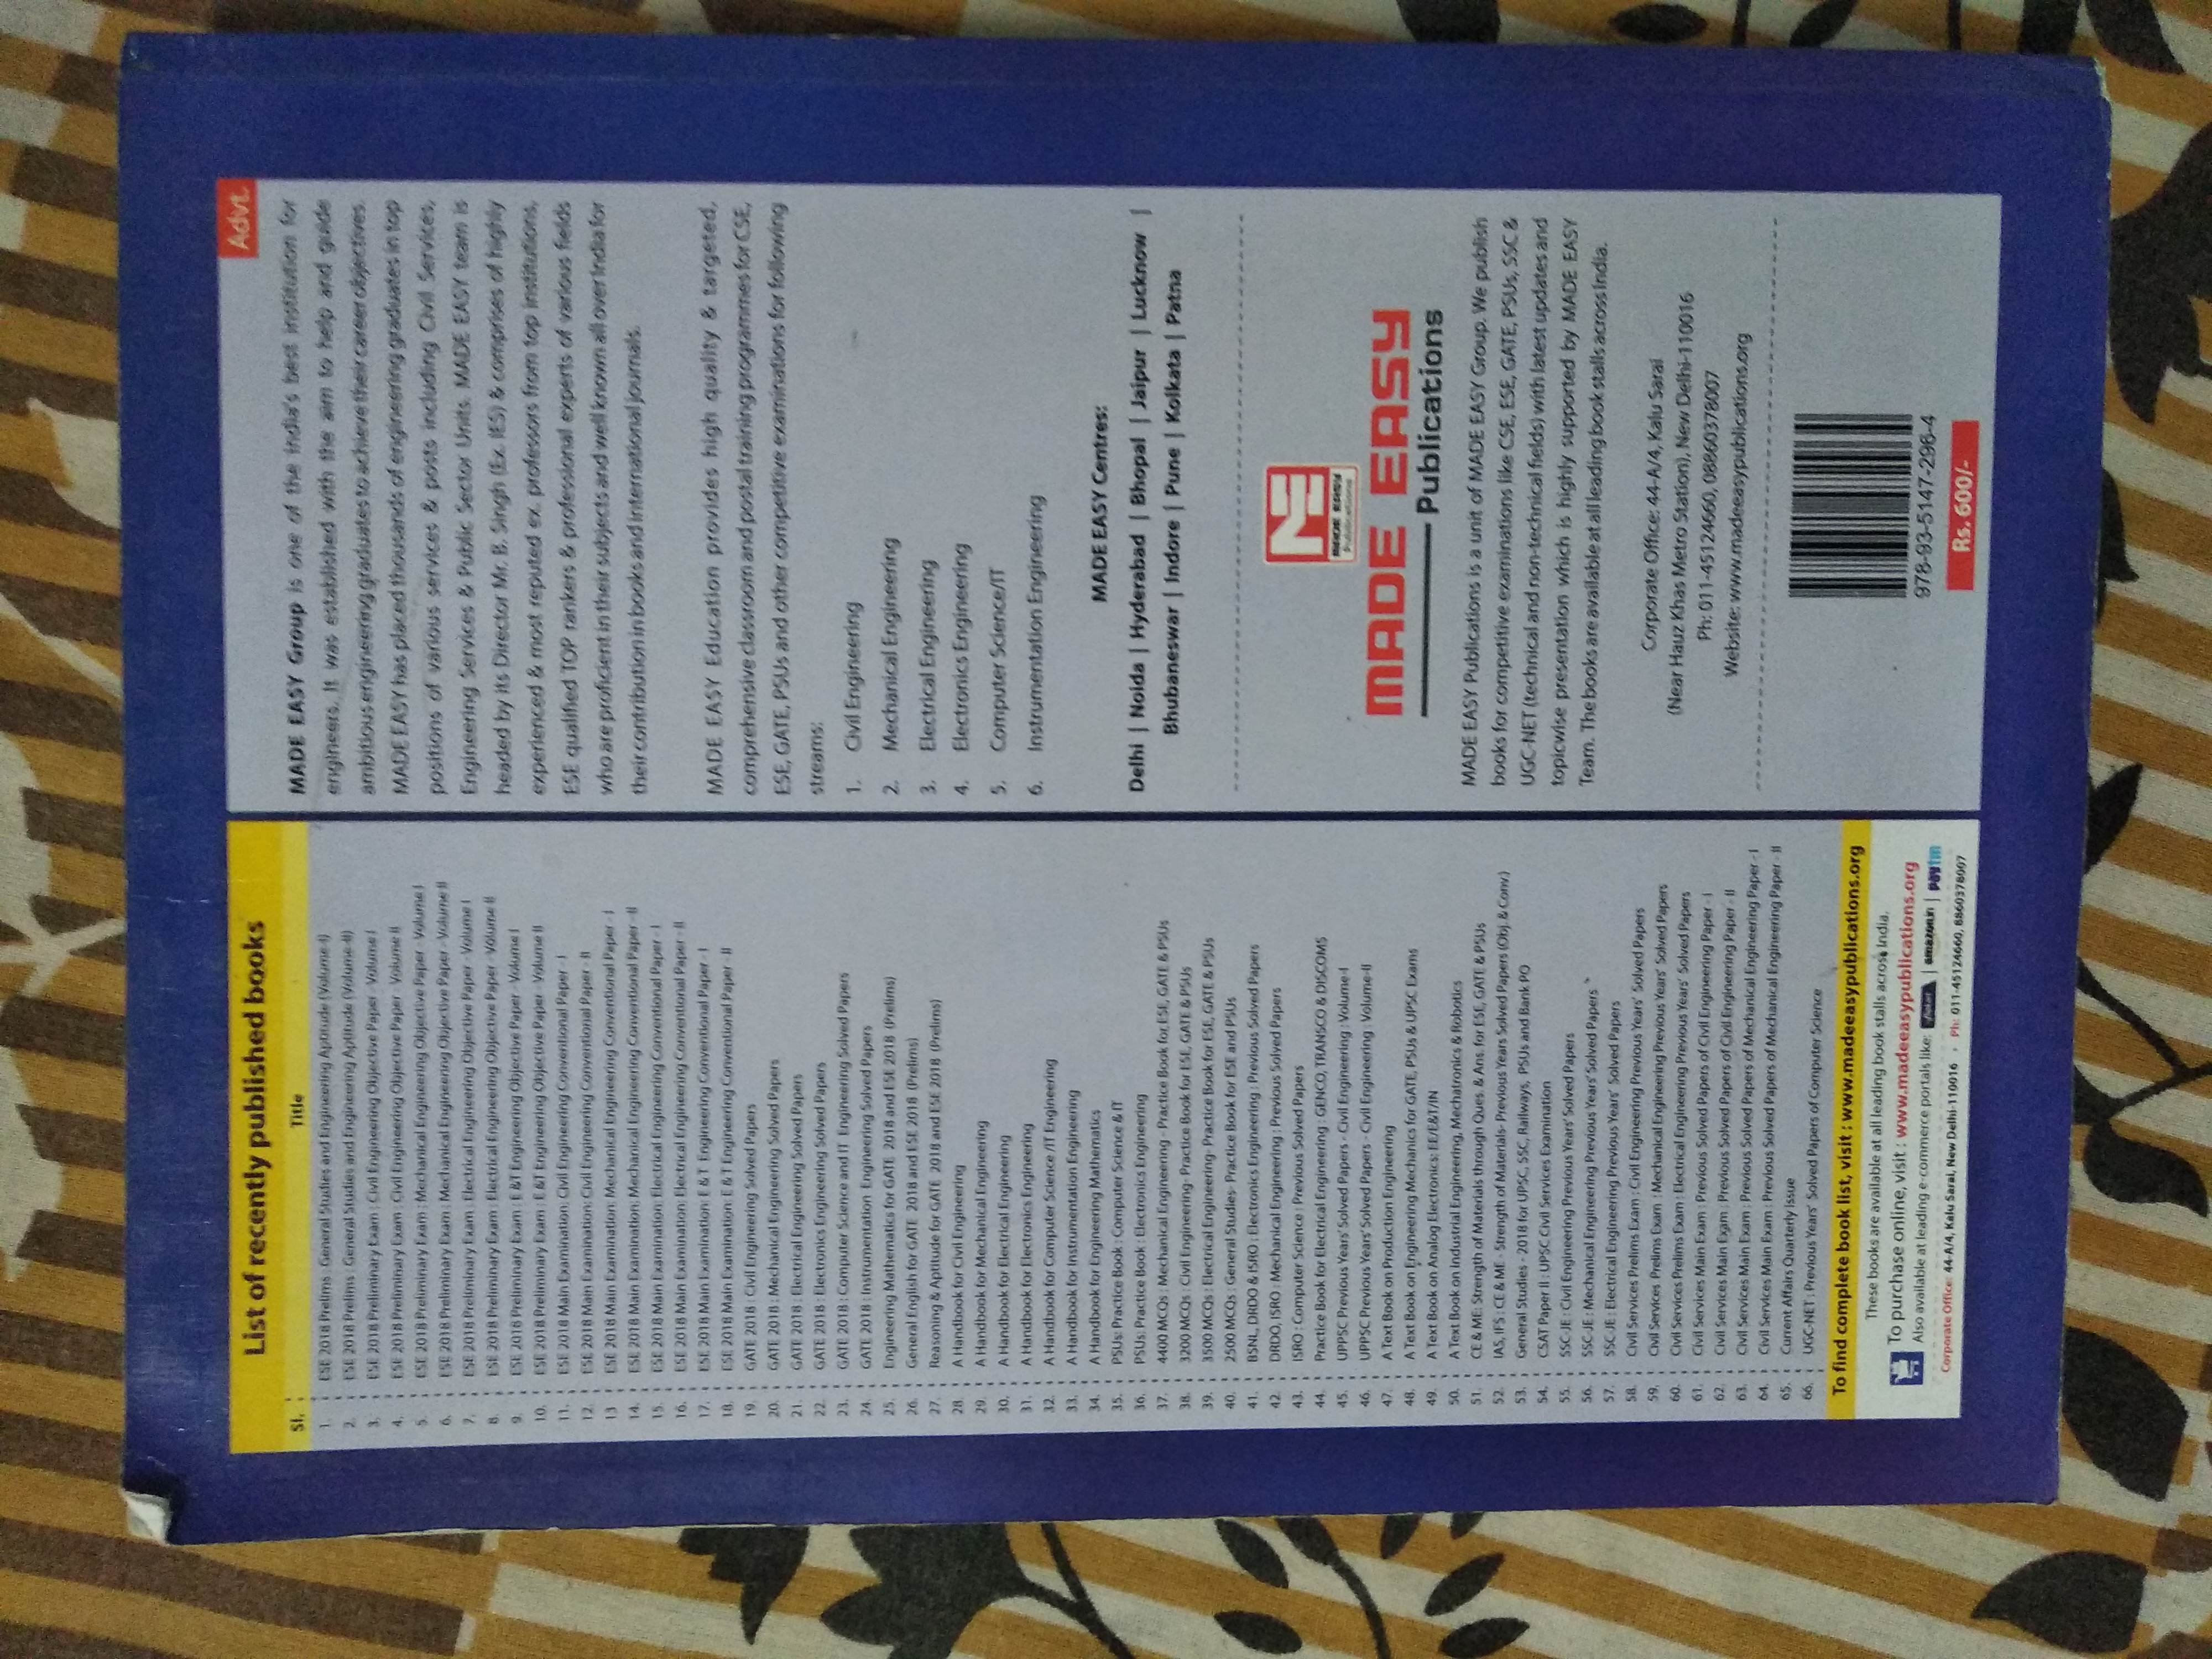 List of recently published books
Sl. Title
1. ESE 2018 Prelims : General Studies and Engineering Aptitude (Volume-I)
2. ESE 2018 Prelims : General Studies and Engineering Aptitude (Volume-II)
3. ESE 2018 Preliminary Exam : Civil Engineering Objective Paper - Volume I
4. ESE 2018 Preliminary Exam : Civil Engineering Objective Paper - Volume II
5. ESE 2018 Preliminary Exam : Mechanical Engineering Objective Paper - Volume I
6. ESE 2018 Preliminary Exam : Mechanical Engineering Objective Paper - Volume II
7. ESE 2018 Preliminary Exam : Electrical Engineering Objective Paper - Volume I
8. ESE 2018 Preliminary Exam : Electrical Engineering Objective Paper - Volume II
9. ESE 2018 Preliminary Exam : E &T Engineering Objective Paper - Volume I
10. ESE 2018 Preliminary Exam : E &T Engineering Objective Paper - Volume II
11. ESE 2018 Main Examination: Civil Engineering Conventional Paper - I
12. ESE 2018 Main Examination: Civil Engineering Conventional Paper - II
13 ESE 2018 Main Examination: Mechanical Engineering Conventional Paper - I
14. ESE 2018 Main Examination: Mechanical Engineering Conventional Paper - II
15. ESE 2018 Main Examination: Electrical Engineering Conventional Paper - I
16. ESE 2018 Main Examination: Electrical Engineering Conventional Paper - II
17. ESE 2018 Main Examination : E &T Engineering Conventional Paper - I
18. ESE 2018 Main Examination : E &T Engineering Conventional Paper - II
19. GATE 2018 : Civil Engineering Solved Papers
20. GATE 2018 : Mechanical Engineering Solved Papers
21. GATE 2018 : Electrical Engineering Solved Papers
22. GATE 2018 : Electronics Engineering Solved Papers
23. GATE 2018 : Computer Science and IT Engineering Solved Papers
24. GATE 2018 : Instrumentation Engineering Solved Papers
25. Engineering Mathematics for GATE 2018 and ESE 2018 (Prelims)
26. General English for GATE 2018 and ESE 2018 (Prelims)
27. Reasoning & Aptitude for GATE 2018 and ESE 2018 (Prelims)
28. A Handbook for Civil Engineering
29. A Handbook for Mechanical Engineering
30. A Handbook for Electrical Engineering
31. A Handbook for Electronics Engineering
32. A Handbook for Computer Science /IT Engineering
33. A Handbook for Instrumentation Engineering
34. A Handbook for Engineering Mathematics
35. PSUs: Practice Book : Computer Science & IT
36. PSUs: Practice Book : Electronics Engineering
37. 4400 MCQs : Mechanical Engineering - Practice Book for ESE, GATE & PSUs
38. 3200 MCQs : Civil Engineering- Practice Book for ESE, GATE & PSUs
39. 3500 MCQs : Electrical Engineering- Practice Book for ESE, GATE & PSUs
40. 2500 MCQs : General Studies- Practice Book for ESE and PSUs
41. BSNL, DRDO & ISRO : Electronics Engineering : Previous Solved Papers
42. DRDO, ISRO : Mechanical Engineering : Previous Solved Papers
43. ISRO : Computer Science : Previous Solved Papers
44. Practice Book for Electrical Engineering : GENCO, TRANSCO & DISCOMS
45. UPPSC Previous Years' Solved Papers - Civil Engineering : Volume-I
46. UPPSC Previous Years' Solved Papers - Civil Engineering : Volume-II
47. A Text Book on Production Engineering
48. A Text Book on Engineering Mechanics for GATE, PSUs & UPSC Exams
49. A Text Book on Analog Electronics: EE/E&T/IN
50. A Text Book on Industrial Engineering, Mechatronics & Robotics
51. CE & ME: Strength of Materials through Ques. & Ans. for ESE, GATE & PSUs
52. IAS, IFS : CE & ME - Strength of Materials- Previous Years Solved Papers (Obj. & Conv.)
53. General Studies - 2018 for UPSC, SSC, Railways, PSUs and Bank PO
54. CSAT Paper II : UPSC Civil Services Examination
55. SSC-JE : Civil Engineering Previous Years' Solved Papers
56. SSC-JE : Mechanical Engineering Previous Years' Solved Papers
57. SSC-JE : Electrical Engineering Previous Years' Solved Papers
58. Civil Services Prelims Exam : Civil Engineering Previous Years' Solved Papers
59. Civil Services Prelims Exam : Mechanical Engineering Previous Years' Solved Papers
60. Civil Services Prelims Exam : Electrical Engineering Previous Years' Solved Papers
61. Civil Services Main Exam : Previous Solved Papers of Civil Engineering Paper - I
62. Civil Services Main Exam : Previous Solved Papers of Civil Engineering Paper - II
63. Civil Services Main Exam : Previous Solved Papers of Mechanical Engineering Paper - I
64. Civil Services Main Exam : Previous Solved Papers of Mechanical Engineering Paper - II
65. Current Affairs Quarterly Issue
66. UGC-NET : Previous Years' Solved Papers of Computer Science
To find complete book list, visit : www.madeeasypublications.org
These books are available at all leading book stalls across India.
To purchase online, visit : www.madeeasypublications.org
Also available at leading e-commerce portals like: | amazon.in | Paytm
Corporate Office: 44-A/4, Kalu Sarai, New Delhi-110016 • Ph: 011-45124660, 8860378007
Advt.
MADE EASY Group is one of the India's best institution for
engineers. It was established with the aim to help and guide
ambitious engineering graduates to achieve their career objectives.
MADE EASY has placed thousands of engineering graduates in top
positions of various services & posts including Civil Services,
Engineering Services & Public Sector Units. MADE EASY team is
headed by its Director Mr. B. Singh (Ex. IES) & comprises of highly
experienced & most reputed ex. professors from top institutions,
ESE qualified TOP rankers & professional experts of various fields
who are proficient in their subjects and well known all over India for
their contribution in books and international journals.
MADE EASY Education provides high quality & targeted,
comprehensive classroom and postal training programmes for CSE,
ESE, GATE, PSUs and other competitive examinations for following
streams:
1. Civil Engineering
2. Mechanical Engineering
3. Electrical Engineering
4. Electronics Engineering
5. Computer Science/IT
6. Instrumentation Engineering
MADE EASY Centres:
Delhi | Noida | Hyderabad | Bhopal | Jaipur | Lucknow |
Bhubaneswar | Indore | Pune | Kolkata | Patna
ME
MADE EASY
Publications
MADE EASY
Publications
MADE EASY Publications is a unit of MADE EASY Group. We publish
books for competitive examinations like CSE, ESE, GATE, PSUs, SSC &
UGC-NET (technical and non-technical fields) with latest updates and
topicwise presentation which is highly supported by MADE EASY
Team. The books are available at all leading book stalls across India.
Corporate Office: 44-A/4, Kalu Sarai
(Near Hauz Khas Metro Station), New Delhi-110016
Ph: 011-45124660, 08860378007
Website: www.madeeasypublications.org
978-93-5147-296-4
Rs. 600/-